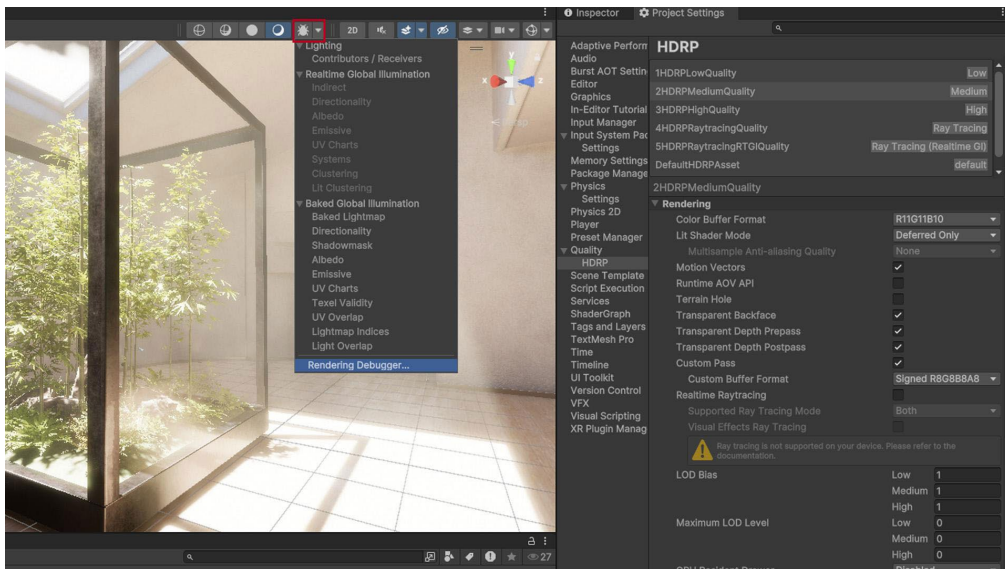 Inspector
Project Settings
2D
Lighting
Contributors / Receivers
Realtime Global Illumination
Indirect
Directionality
Albedo
Emissive
UV Charts
Systems
Clustering
Lit Clustering
Baked Global Illumination
Baked Lightmap
Directionality
Shadowmask
Albedo
Emissive
UV Charts
Texel Validity
UV Overlap
Lightmap Indices
Light Overlap
Rendering Debugger...
y
x
z
Persp
27
Adaptive Perform
Audio
Burst AOT Settin
Editor
Graphics
In-Editor Tutorial
Input Manager
Input System Pac
Settings
Memory Settings
Package Manage
Physics
Settings
Physics 2D
Player
Preset Manager
Quality
HDRP
Scene Template
Script Execution
Services
ShaderGraph
Tags and Layers
TextMesh Pro
Time
Timeline
UI Toolkit
Version Control
VFX
Visual Scripting
XR Plugin Manag
HDRP
1HDRPLowQuality Low
2HDRPMediumQuality Medium
3HDRPHighQuality High
4HDRPRaytracingQuality Ray Tracing
5HDRPRaytracingRTGIQuality Ray Tracing (Realtime GI)
DefaultHDRPAsset default
2HDRPMediumQuality
Rendering
Color Buffer Format R11G11B10
Lit Shader Mode Deferred Only
Multisample Anti-aliasing Quality None
Motion Vectors
Runtime AOV API
Terrain Hole
Transparent Backface
Transparent Depth Prepass
Transparent Depth Postpass
Custom Pass
Custom Buffer Format Signed R8G8B8A8
Realtime Raytracing
Supported Ray Tracing Mode Both
Visual Effects Ray Tracing
Ray tracing is not supported on your device. Please refer to the
documentation.
LOD Bias Low 1
Medium 1
High 1
Maximum LOD Level Low 0
Medium 0
High 0